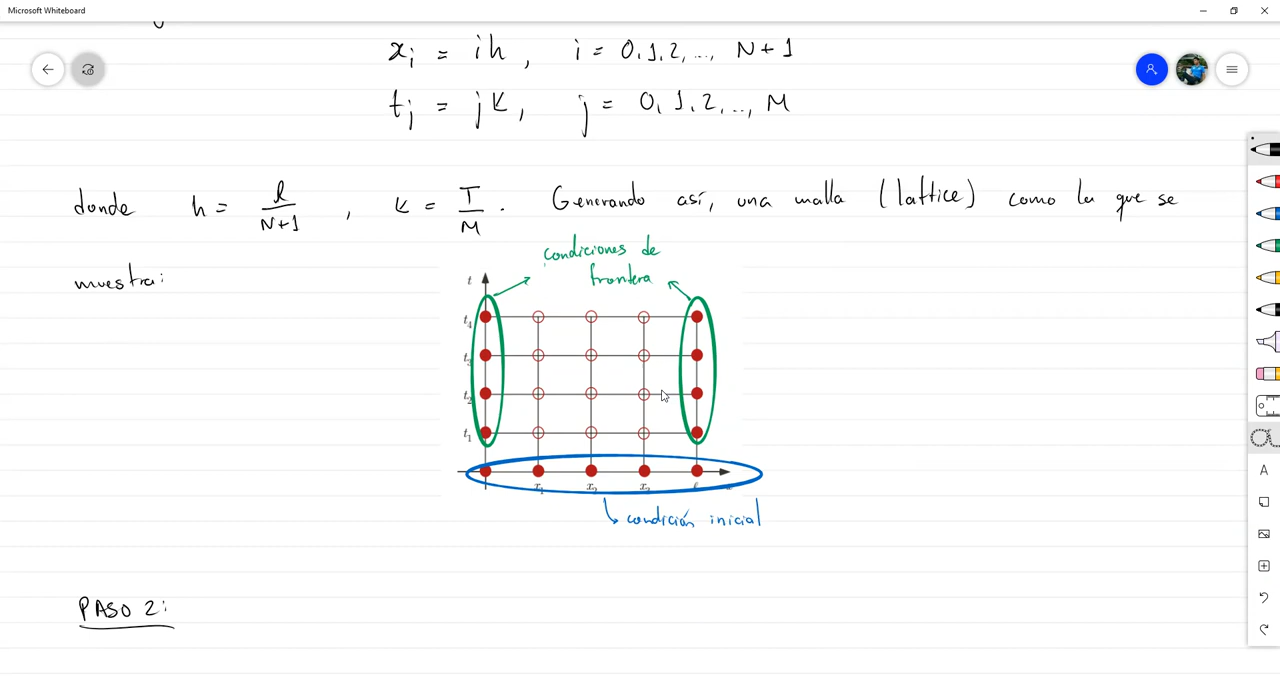 Microsoft Whiteboard
x_i = ih, i = 0,1,2,..., N+1
t_j = jk, j = 0,1,2,..., M
donde h = l/(N+1), k = T/M. Generando así, una malla (lattice) como la que se
muestra:
condiciones de
frontera
t
t_4
t_3
t_2
t_1
x_1 x_2 x_3
condición inicial
PASO 2:
A